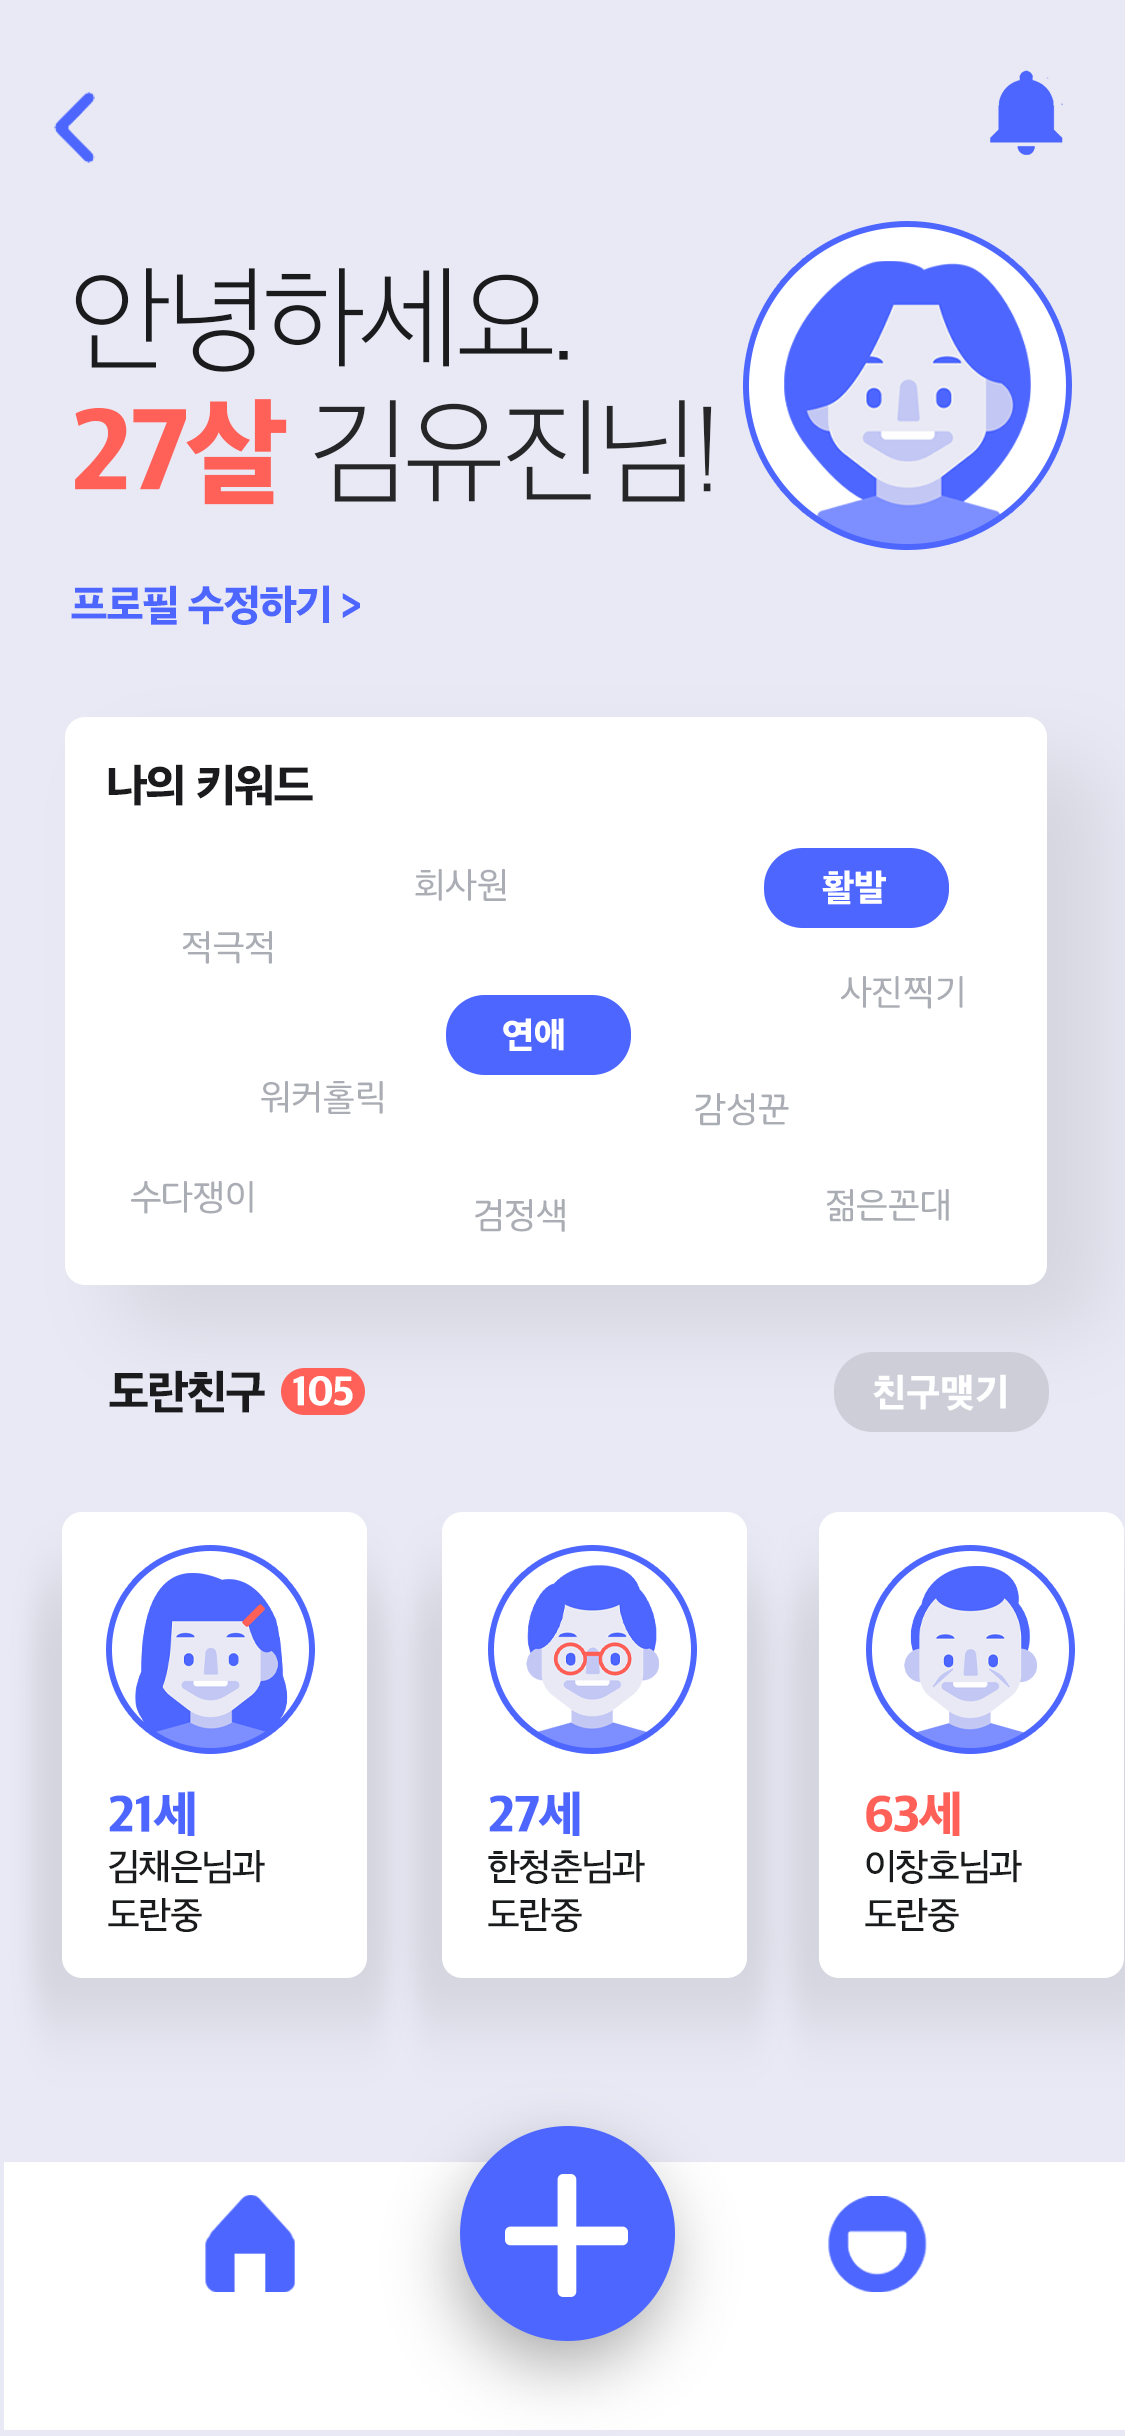 안녕하세요.
27살 김유진님!
프로필 수정하기 >
나의 키워드
회사원
활발
적극적
사진찍기
연애
워커홀릭
감성꾼
수다쟁이
검정색
젊은꼰대
도란친구 105
친구맺기
21세
김채은님과
도란중
27세
한청춘님과
도란중
63세
이창호님과
도란중